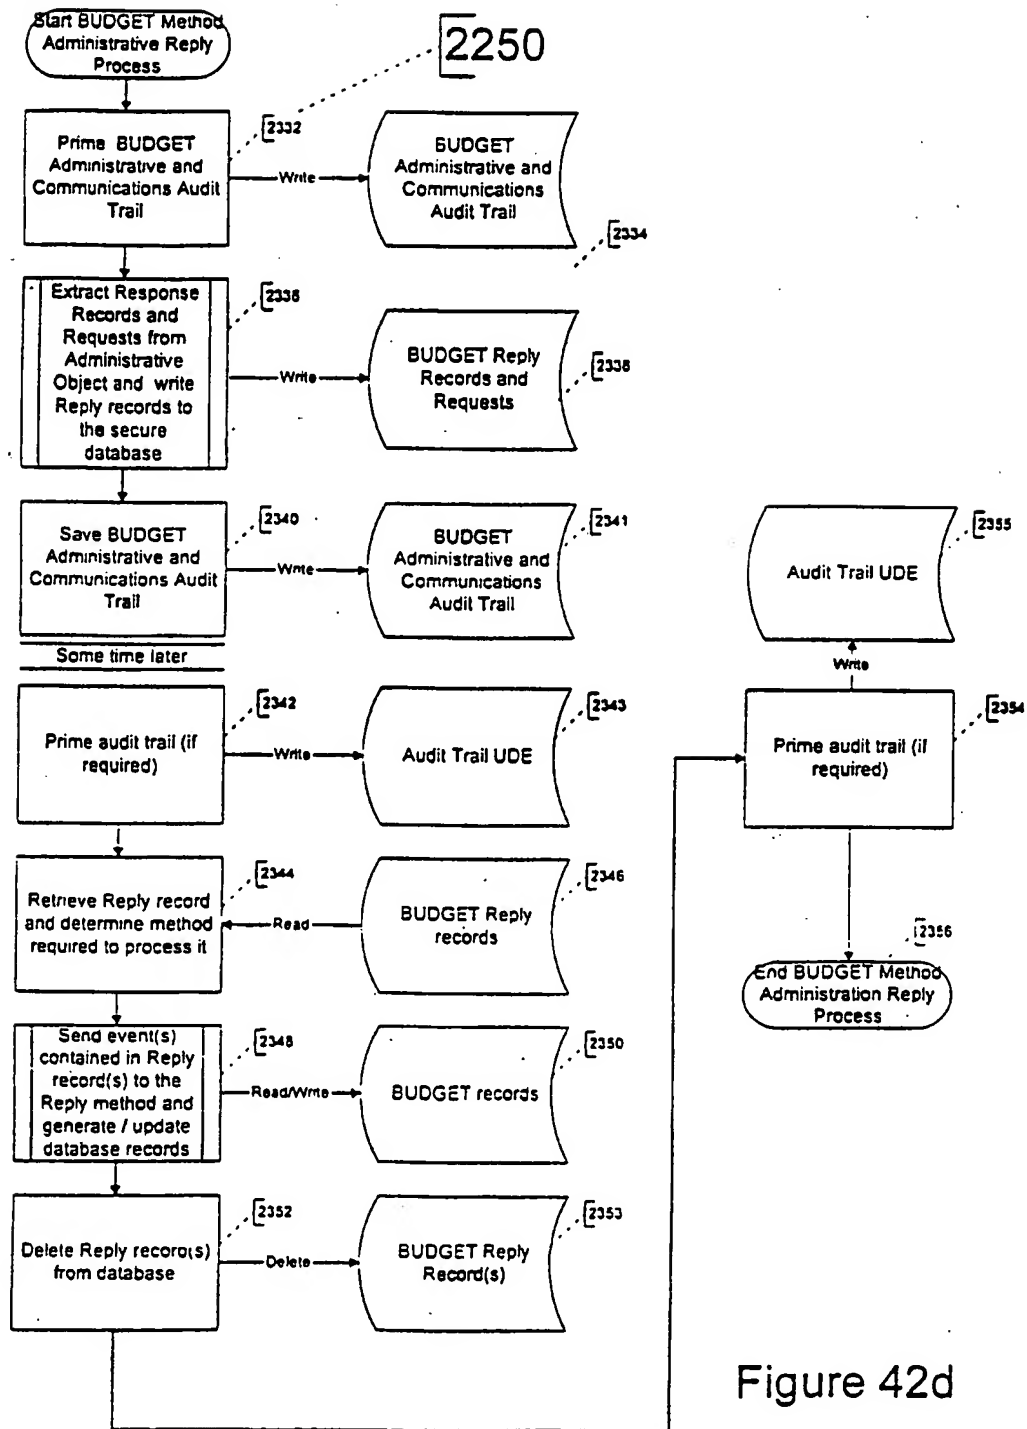 Start BUDGET Method
Administrative Reply
Process
2250
2332
Prime BUDGET
Administrative and
Communications Audit
Trail
Write
BUDGET
Administrative and
Communications
Audit Trail
2334
Extract Response
Records and
Requests from
Administrative
Object and write
Reply records to
the secure
database
2336
Write
BUDGET Reply
Records and
Requests
2338
Save BUDGET
Administrative and
Communications Audit
Trail
2340
Write
BUDGET
Administrative and
Communications
Audit Trail
2341
Some time later
Prime audit trail (if
required)
2342
Write
Audit Trail UDE
2343
Retrieve Reply record
and determine method
required to process it
2344
Read
BUDGET Reply
records
2346
Send event(s)
contained in Reply
record(s) to the
Reply method and
generate / update
database records
2348
Read/Write
BUDGET records
2350
Delete Reply record(s)
from database
2352
Delete
BUDGET Reply
Record(s)
2353
Audit Trail UDE
2355
Write
Prime audit trail (if
required)
2354
2356
End BUDGET Method
Administration Reply
Process
Figure 42d